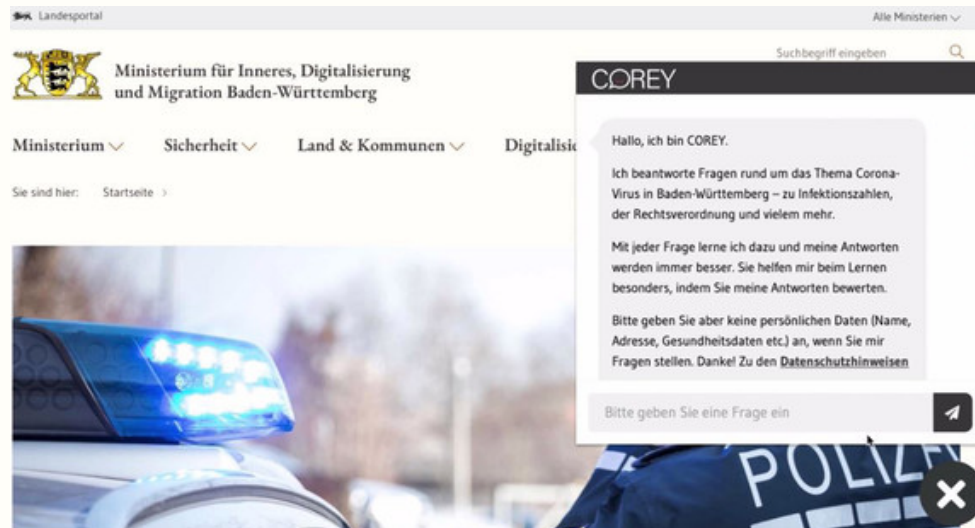 Landesportal
Alle Ministerien
Suchbegriff eingeben
Ministerium für Inneres, Digitalisierung
und Migration Baden-Württemberg
Ministerium
Sicherheit
Land & Kommunen
Digitalisie
Sie sind hier: Startseite >
COREY
Hallo, ich bin COREY.
Ich beantworte Fragen rund um das Thema Corona-
Virus in Baden-Württemberg – zu Infektionszahlen,
der Rechtsverordnung und vielem mehr.
Mit jeder Frage lerne ich dazu und meine Antworten
werden immer besser. Sie helfen mir beim Lernen
besonders, indem Sie meine Antworten bewerten.
Bitte geben Sie aber keine persönlichen Daten (Name,
Adresse, Gesundheitsdaten etc.) an, wenn Sie mir
Fragen stellen. Danke! Zu den Datenschutzhinweisen
Bitte geben Sie eine Frage ein
POLIZEI